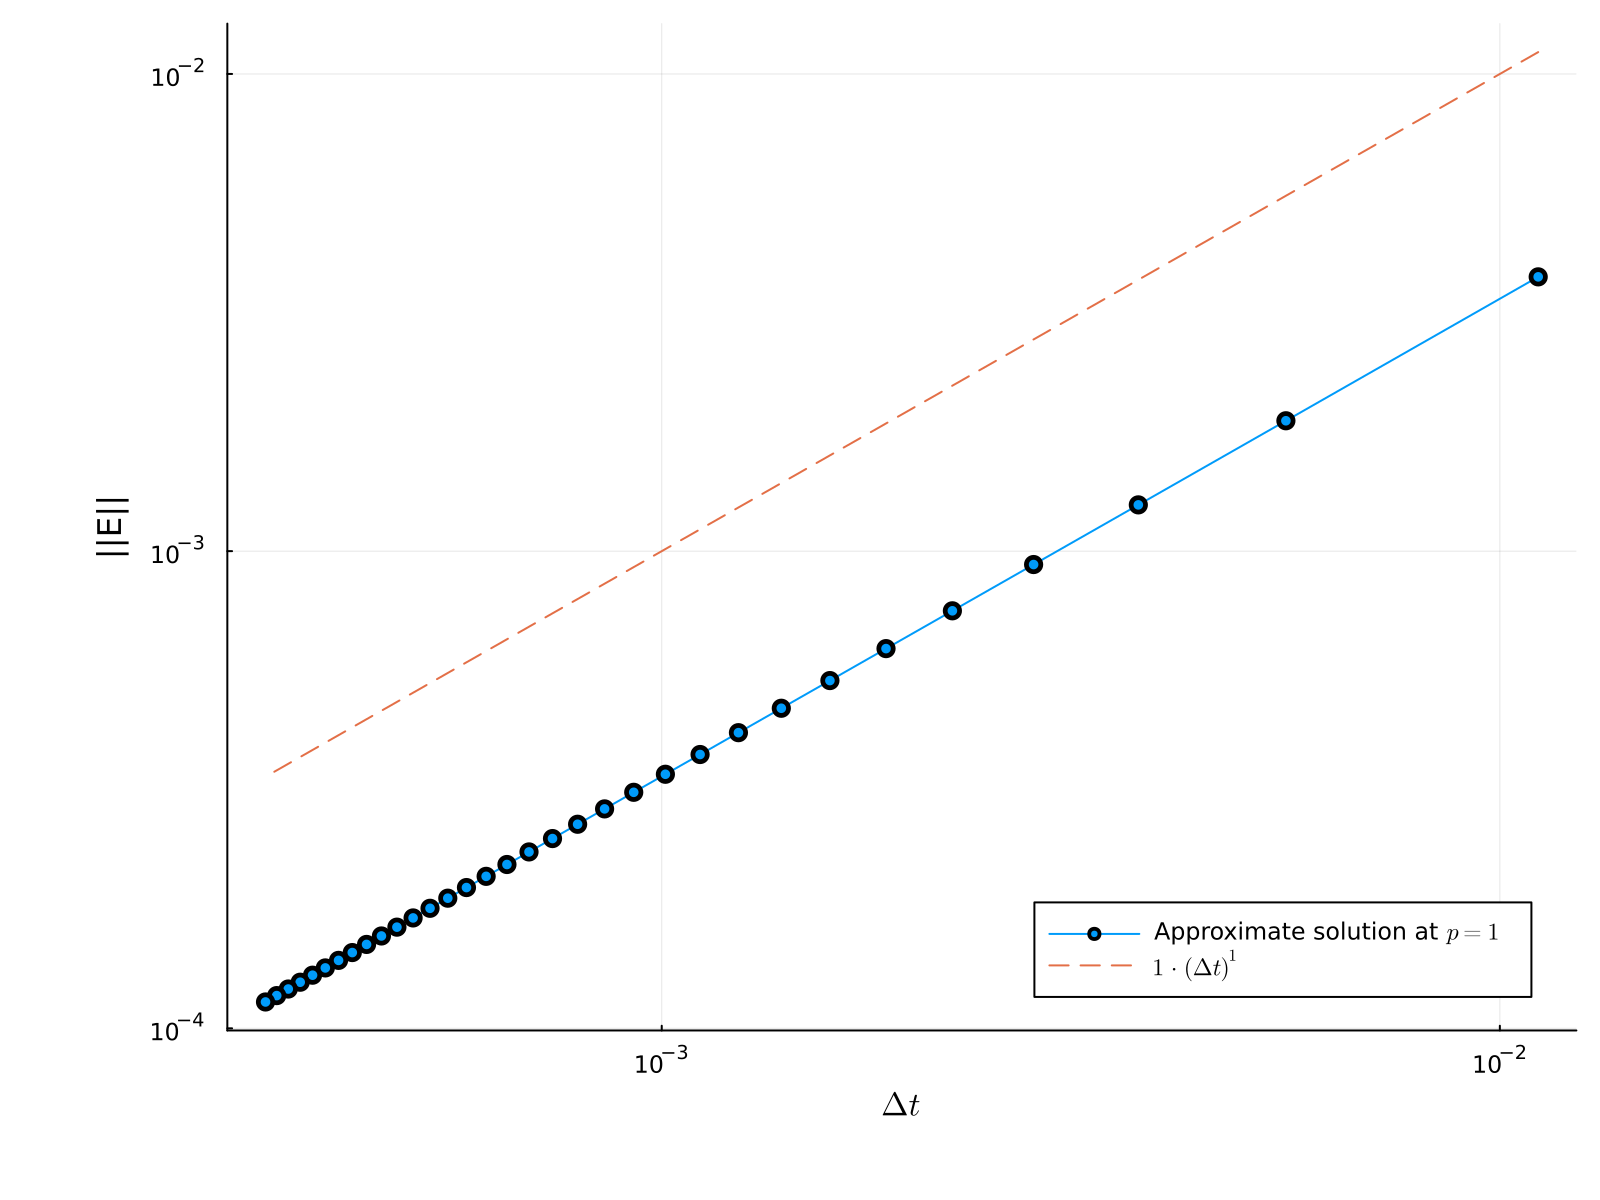 10⁻²
10⁻³
10⁻⁴
||E||
10⁻³
10⁻²
Δt
Approximate solution at p = 1
1 · (Δt)¹